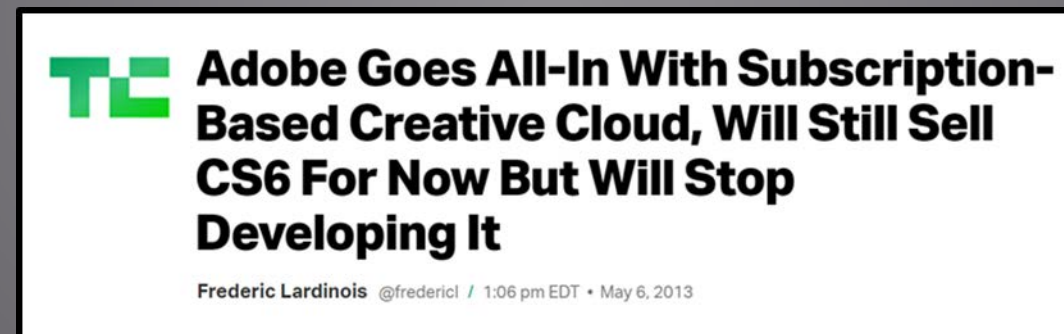 TC
Adobe Goes All-In With Subscription-
Based Creative Cloud, Will Still Sell
CS6 For Now But Will Stop
Developing It
Frederic Lardinois @fredericl / 1:06 pm EDT • May 6, 2013